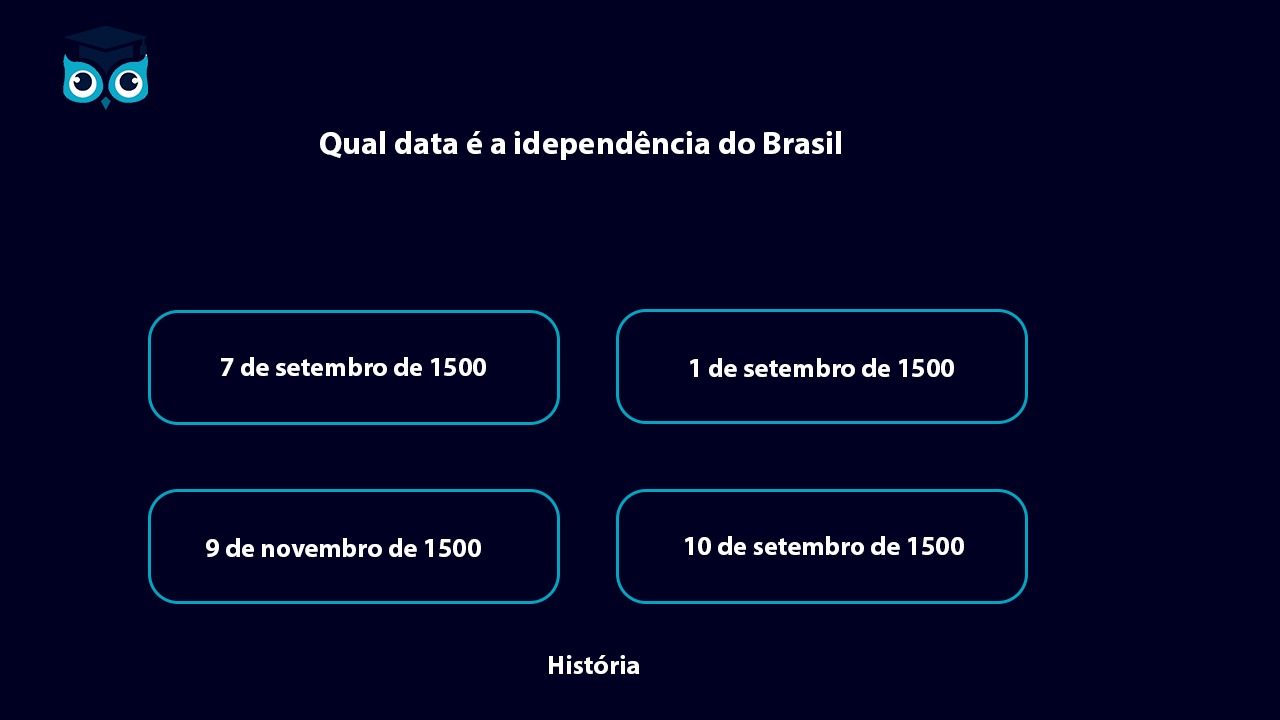 Qual data é a idependência do Brasil
7 de setembro de 1500
1 de setembro de 1500
9 de novembro de 1500
10 de setembro de 1500
História